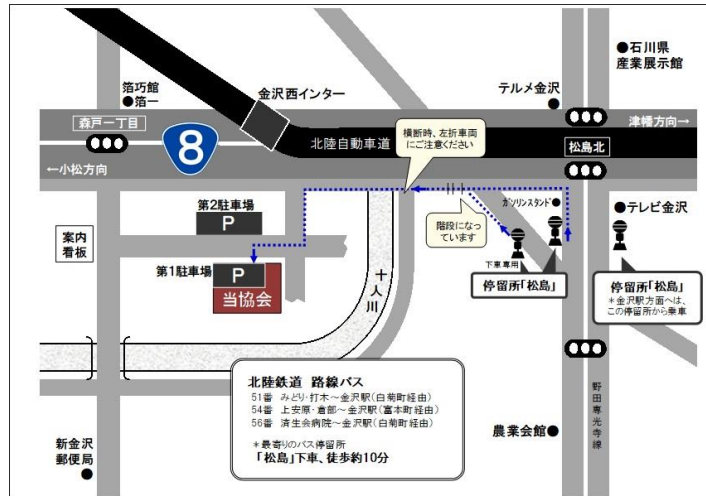 ●石川県
産業展示館
箔巧館
●箔一
金沢西インター
テルメ金沢
●
森戸一丁目
8
北陸自動車道
横断時、左折車両
にご注意ください
津幡方向→
松島北
←小松方向
第2駐車場
P
ガソリンスタンド●
●テレビ金沢
案内
看板
階段になっ
ています
第1駐車場
P
当協会
十人川
下車専用
停留所「松島」
停留所「松島」
＊金沢駅方面へは、
この停留所から乗車
北陸鉄道 路線バス
51番 みどり・打木～金沢駅(白菊町経由)
54番 上安原・倉部～金沢駅(富本町経由)
56番 済生会病院～金沢駅(白菊町経由)
＊最寄りのバス停留所
「松島」下車、徒歩約10分
野田専光寺線
農業会館●
新金沢
郵便局
●